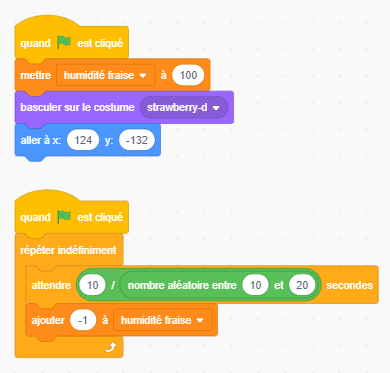 quand est cliqué
mettre humidité fraise à 100
basculer sur le costume strawberry-d
aller à x: 124 y: -132
quand est cliqué
répéter indéfiniment
attendre 10 / nombre aléatoire entre 10 et 20 secondes
ajouter -1 à humidité fraise